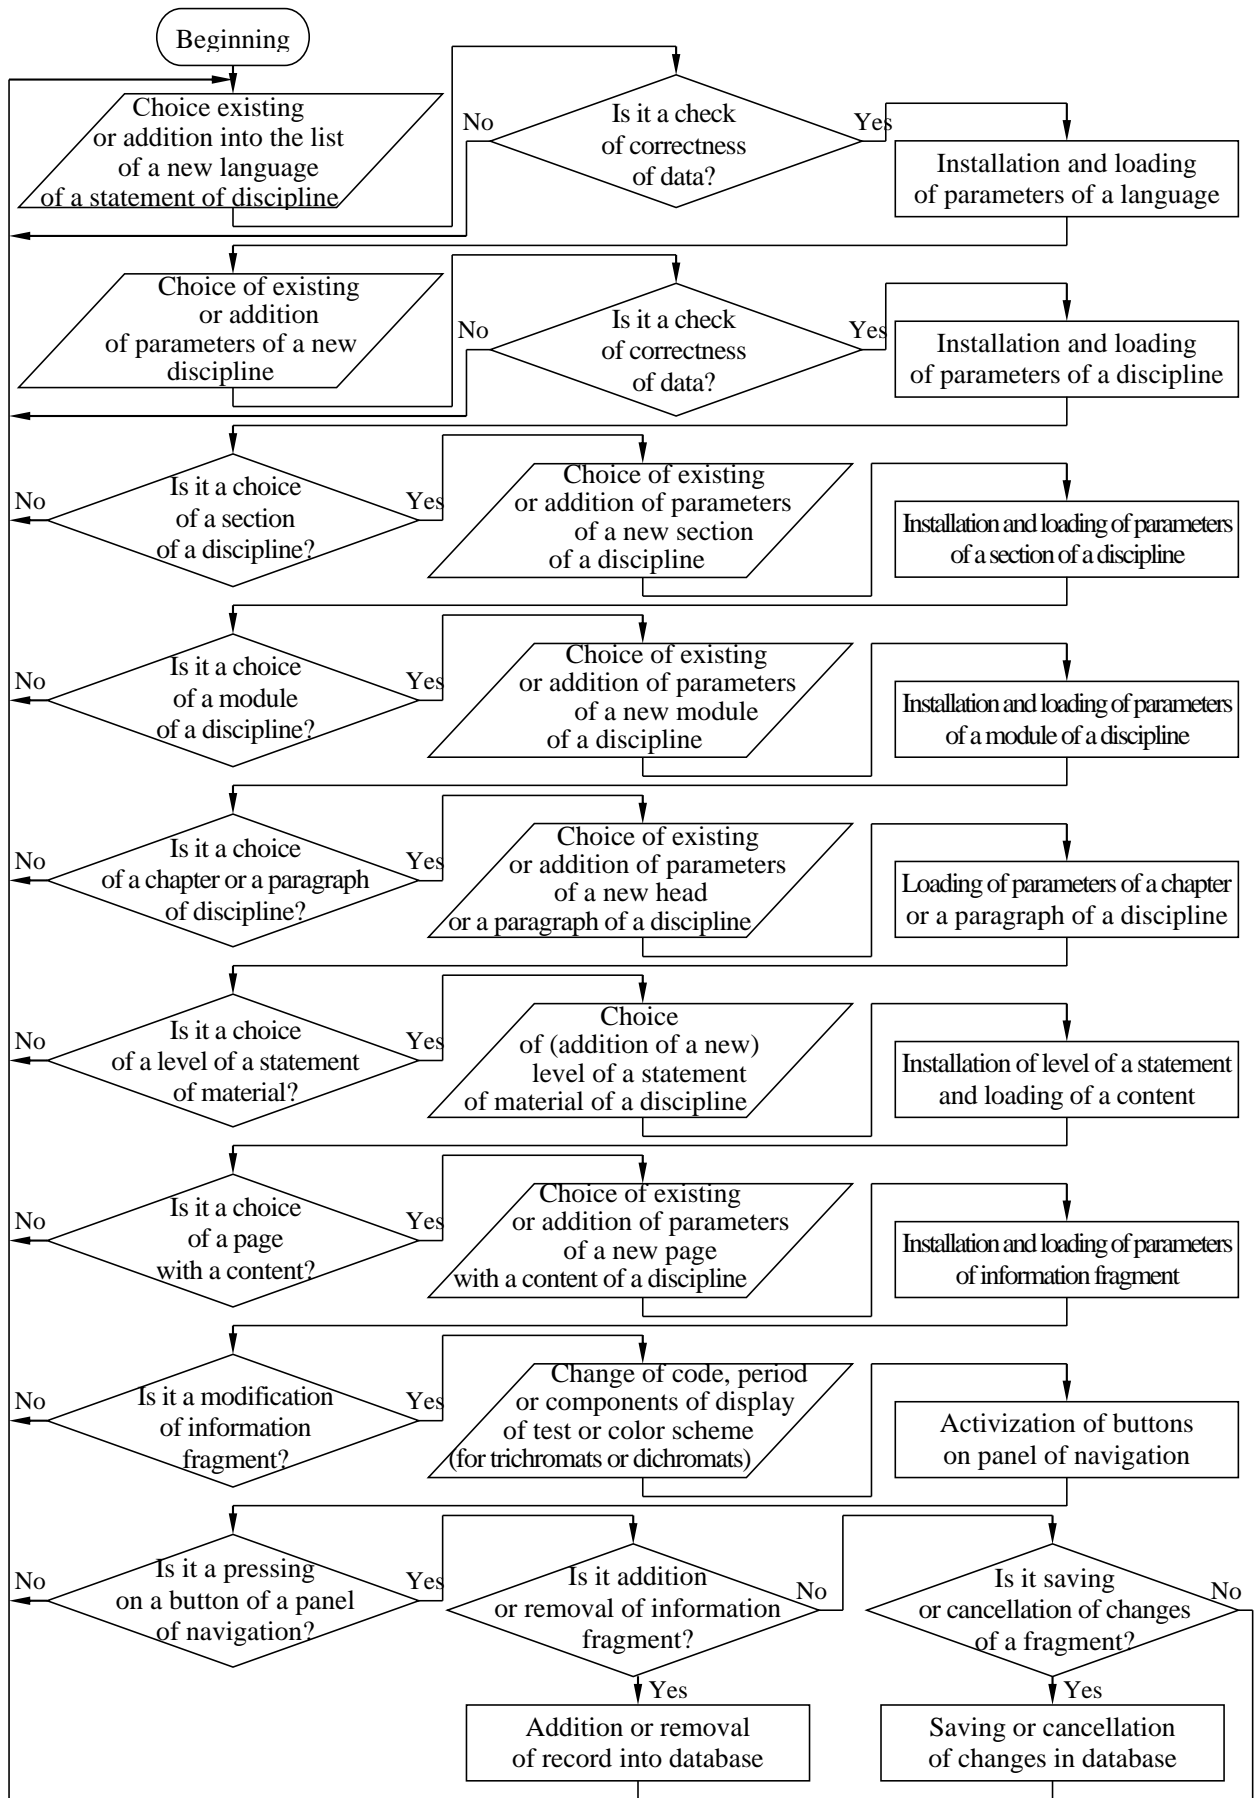 Beginning
Choice existing
or addition into the list
of a new language
of a statement of discipline
No
Is it a check
of correctness
of data?
Yes
Installation and loading
of parameters of a language
Choice of existing
or addition
of parameters of a new
discipline
No
Is it a check
of correctness
of data?
Yes
Installation and loading
of parameters of a discipline
No
Is it a choice
of a section
of a discipline?
Yes
Choice of existing
or addition of parameters
of a new section
of a discipline
Installation and loading of parameters
of a section of a discipline
No
Is it a choice
of a module
of a discipline?
Yes
Choice of existing
or addition of parameters
of a new module
of a discipline
Installation and loading of parameters
of a module of a discipline
No
Is it a choice
of a chapter or a paragraph
of discipline?
Yes
Choice of existing
or addition of parameters
of a new head
or a paragraph of a discipline
Loading of parameters of a chapter
or a paragraph of a discipline
No
Is it a choice
of a level of a statement
of material?
Yes
Choice
of (addition of a new)
level of a statement
of material of a discipline
Installation of level of a statement
and loading of a content
No
Is it a choice
of a page
with a content?
Yes
Choice of existing
or addition of parameters
of a new page
with a content of a discipline
Installation and loading of parameters
of information fragment
No
Is it a modification
of information
fragment?
Yes
Change of code, period
or components of display
of test or color scheme
(for trichromats or dichromats)
Activization of buttons
on panel of navigation
No
Is it a pressing
on a button of a panel
of navigation?
Yes
Is it addition
or removal of information
fragment?
No
Is it saving
or cancellation of changes
of a fragment?
No
Yes
Addition or removal
of record into database
Yes
Saving or cancellation
of changes in database